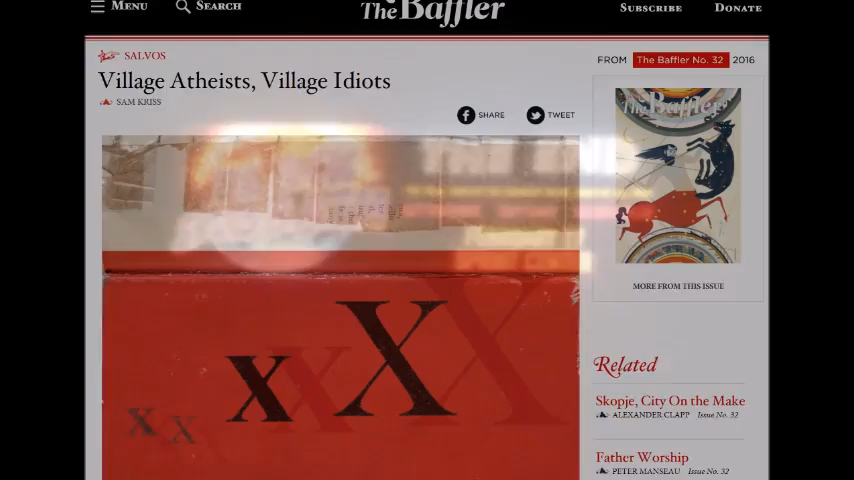 MENU
SEARCH
The Baffler
SUBSCRIBE
DONATE
SALVOS
Village Atheists, Village Idiots
SAM KRISS
SHARE
TWEET
FROM The Baffler No. 32 2016
The Baffler
MORE FROM THIS ISSUE
X X X X X X
Related
Skopje, City On the Make
ALEXANDER CLAPP Issue No. 32
Father Worship
PETER MANSEAU Issue No. 32